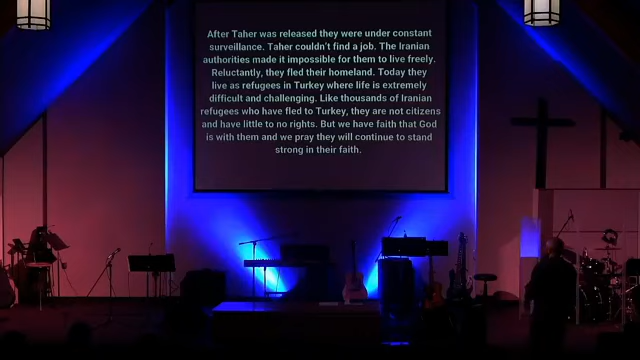 After Taher was released they were under constant
surveillance. Taher couldn't find a job. The Iranian
authorities made it impossible for them to live freely.
Reluctantly, they fled their homeland. Today they
live as refugees in Turkey where life is extremely
difficult and challenging. Like thousands of Iranian
refugees who have fled to Turkey, they are not citizens
and have little to no rights. But we have faith that God
is with them and we pray they will continue to stand
strong in their faith.